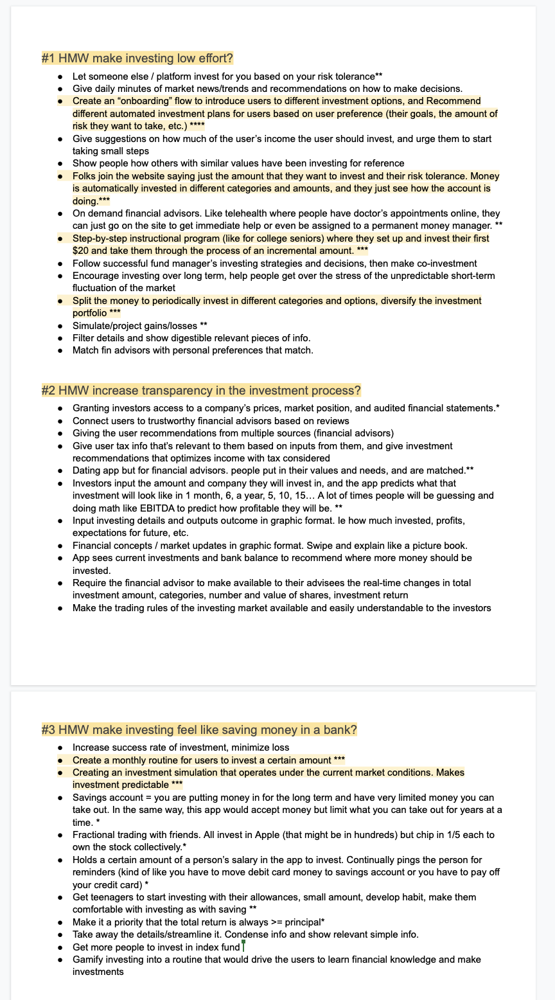 #1 HMW make investing low effort?
● Let someone else / platform invest for you based on your risk tolerance**
● Give daily minutes of market news/trends and recommendations on how to make decisions.
● Create an “onboarding” flow to introduce users to different investment options, and Recommend
different automated investment plans for users based on user preference (their goals, the amount of
risk they want to take, etc.) ****
● Give suggestions on how much of the user’s income the user should invest, and urge them to start
taking small steps
● Show people how others with similar values have been investing for reference
● Folks join the website saying just the amount that they want to invest and their risk tolerance. Money
is automatically invested in different categories and amounts, and they just see how the account is
doing.***
● On demand financial advisors. Like telehealth where people have doctor’s appointments online, they
can just go on the site to get immediate help or even be assigned to a permanent money manager. **
● Step-by-step instructional program (like for college seniors) where they set up and invest their first
$20 and take them through the process of an incremental amount. ***
● Follow successful fund manager’s investing strategies and decisions, then make co-investment
● Encourage investing over long term, help people get over the stress of the unpredictable short-term
fluctuation of the market
● Split the money to periodically invest in different categories and options, diversify the investment
portfolio ***
● Simulate/project gains/losses **
● Filter details and show digestible relevant pieces of info.
● Match fin advisors with personal preferences that match.
#2 HMW increase transparency in the investment process?
● Granting investors access to a company’s prices, market position, and audited financial statements.*
● Connect users to trustworthy financial advisors based on reviews
● Giving the user recommendations from multiple sources (financial advisors)
● Give user tax info that’s relevant to them based on inputs from them, and give investment
recommendations that optimizes income with tax considered
● Dating app but for financial advisors. people put in their values and needs, and are matched.**
● Investors input the amount and company they will invest in, and the app predicts what that
investment will look like in 1 month, 6, a year, 5, 10, 15… A lot of times people will be guessing and
doing math like EBITDA to predict how profitable they will be. **
● Input investing details and outputs outcome in graphic format. Ie how much invested, profits,
expectations for future, etc.
● Financial concepts / market updates in graphic format. Swipe and explain like a picture book.
● App sees current investments and bank balance to recommend where more money should be
invested.
● Require the financial advisor to make available to their advisees the real-time changes in total
investment amount, categories, number and value of shares, investment return
● Make the trading rules of the investing market available and easily understandable to the investors
#3 HMW make investing feel like saving money in a bank?
● Increase success rate of investment, minimize loss
● Create a monthly routine for users to invest a certain amount ***
● Creating an investment simulation that operates under the current market conditions. Makes
investment predictable ***
● Savings account = you are putting money in for the long term and have very limited money you can
take out. In the same way, this app would accept money but limit what you can take out for years at a
time. *
● Fractional trading with friends. All invest in Apple (that might be in hundreds) but chip in 1/5 each to
own the stock collectively.*
● Holds a certain amount of a person’s salary in the app to invest. Continually pings the person for
reminders (kind of like you have to move debit card money to savings account or you have to pay off
your credit card) *
● Get teenagers to start investing with their allowances, small amount, develop habit, make them
comfortable with investing as with saving **
● Make it a priority that the total return is always >= principal*
● Take away the details/streamline it. Condense info and show relevant simple info.
● Get more people to invest in index fund
● Gamify investing into a routine that would drive the users to learn financial knowledge and make
investments